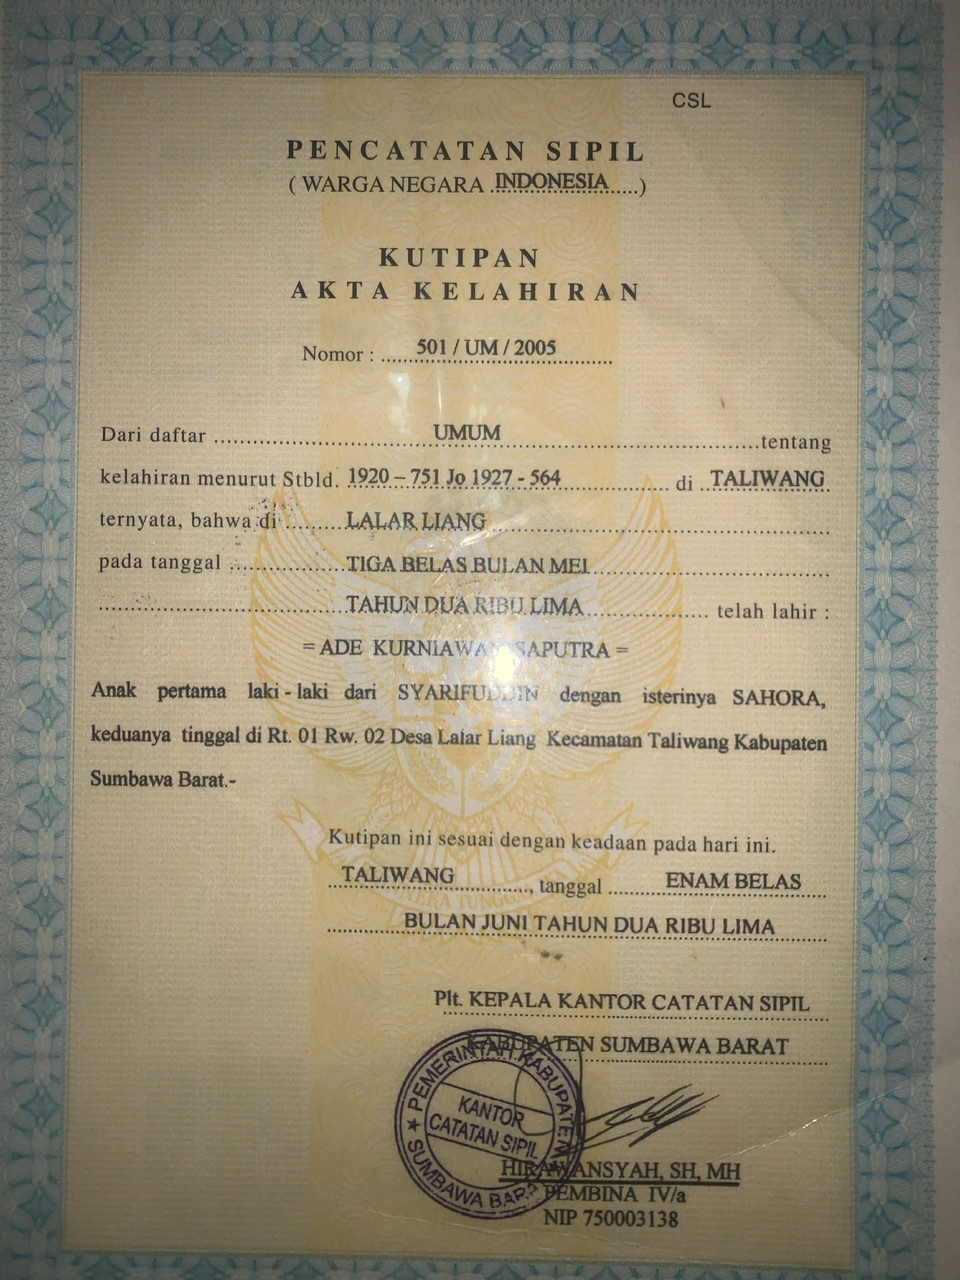 CSL
PENCATATAN SIPIL
( WARGA NEGARA .INDONESIA.....)
KUTIPAN
AKTA KELAHIRAN
Nomor : ..... 501 / UM / 2005 ..........
Dari daftar .............................. UMUM ....................................tentang
kelahiran menurut Stbld. 1920 – 751 Jo 1927 - 564 ................ di ..TALIWANG.
ternyata, bahwa di ........LALAR LIANG..................................................
pada tanggal ................TIGA BELAS BULAN MEI...................................
...................................TAHUN DUA RIBU LIMA.................. telah lahir :
= ADE KURNIAWAN SAPUTRA =
Anak pertama laki - laki dari SYARIFUDDIN dengan isterinya SAHORA,
keduanya tinggal di Rt. 01 Rw. 02 Desa Lalar Liang Kecamatan Taliwang Kabupaten
Sumbawa Barat.-
Kutipan ini sesuai dengan keadaan pada hari ini.
..TALIWANG.........., tanggal ........ENAM BELAS....
...........BULAN JUNI TAHUN DUA RIBU LIMA........
Plt. KEPALA KANTOR CATATAN SIPIL
KABUPATEN SUMBAWA BARAT
PEMERINTAH KABUPATEN
KANTOR
CATATAN SIPIL
SUMBAWA BARAT
HIRAWANSYAH, SH, MH
PEMBINA IV/a
NIP 750003138